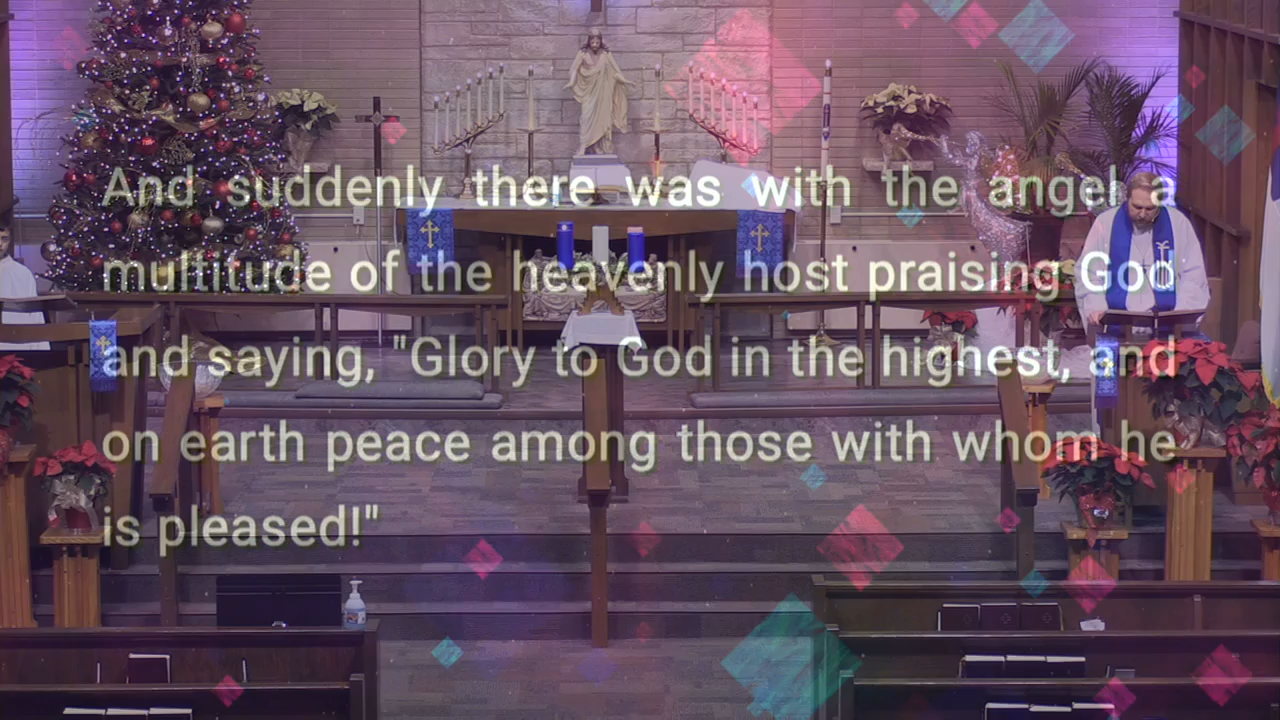 And suddenly there was with the angel a
multitude of the heavenly host praising God
and saying, "Glory to God in the highest, and
on earth peace among those with whom he
is pleased!"